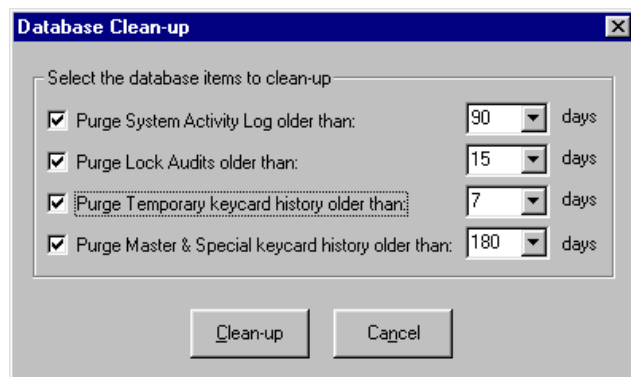 Database Clean-up
Select the database items to clean-up
Purge System Activity Log older than: 90 days
Purge Lock Audits older than: 15 days
Purge Temporary keycard history older than: 7 days
Purge Master & Special keycard history older than: 180 days
Clean-up Cancel